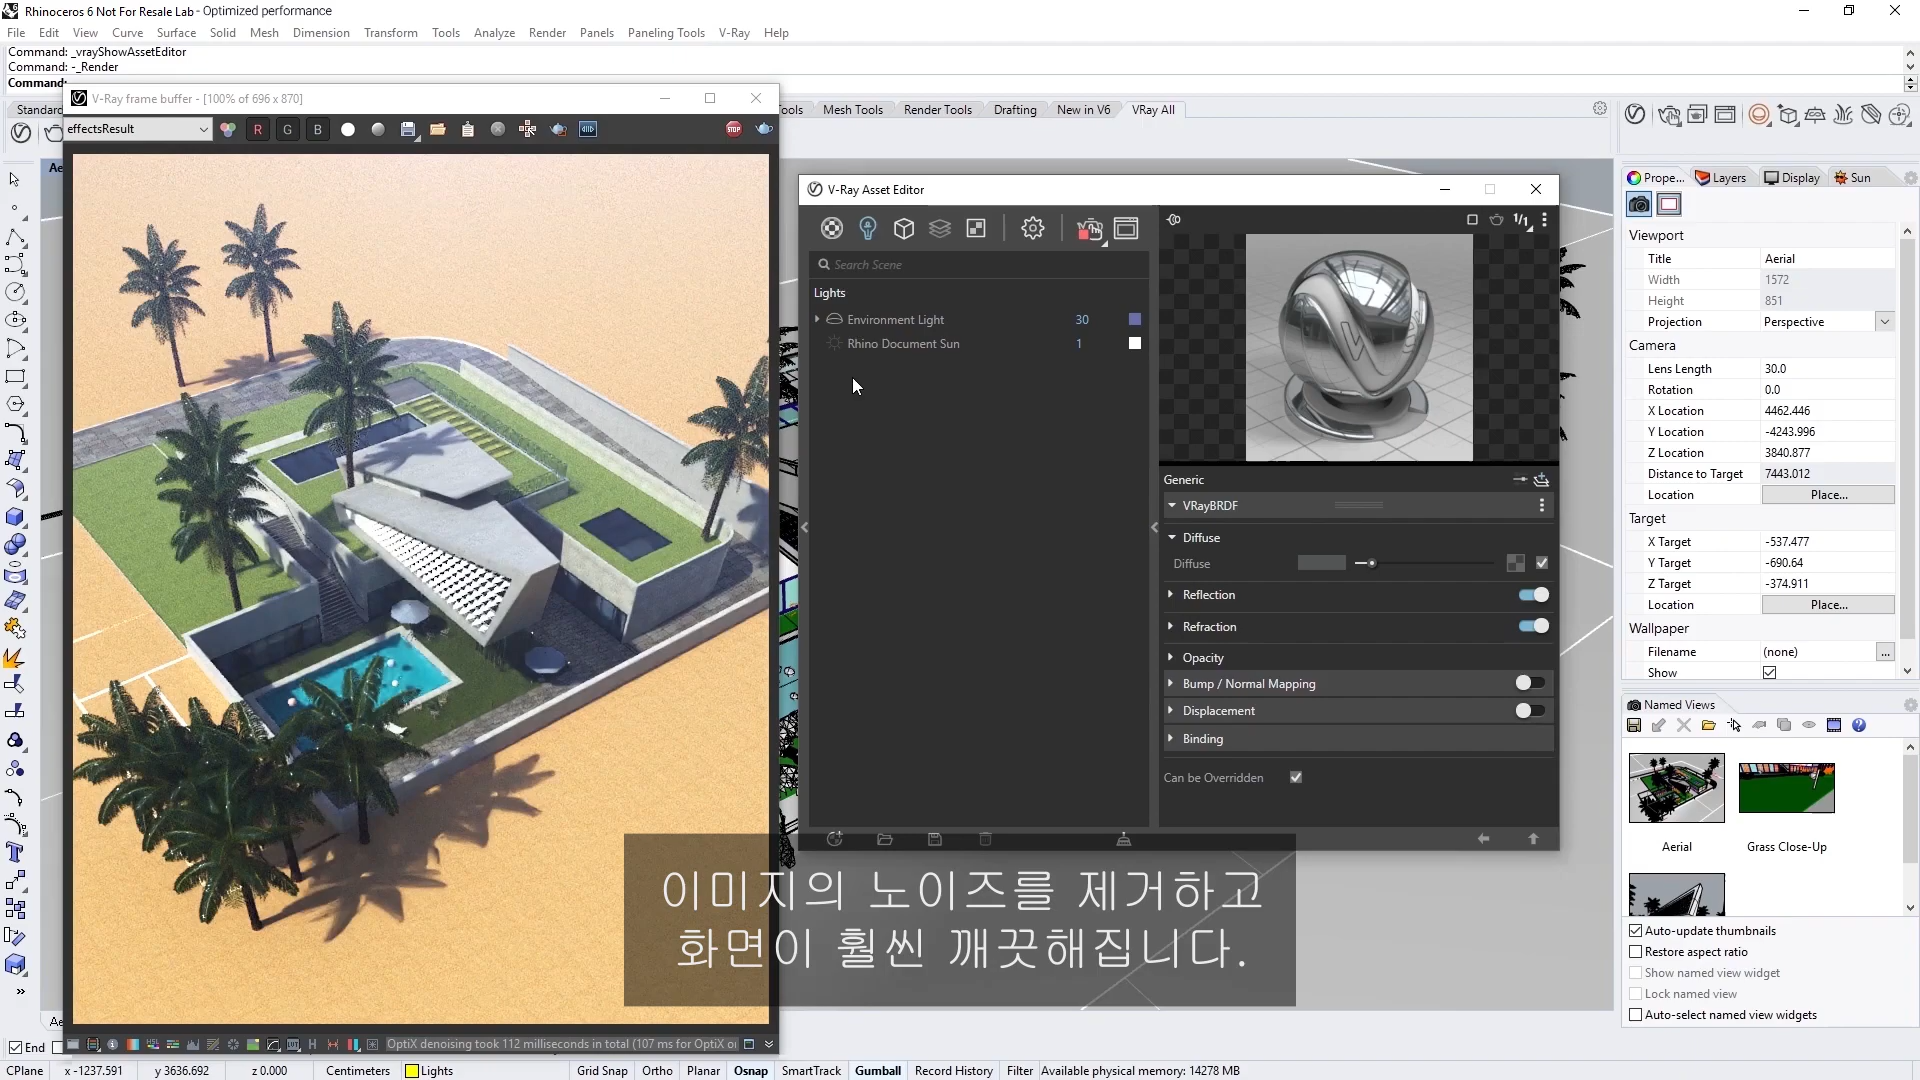 Rhinoceros 6 Not For Resale Lab - Optimized performance
File Edit View Curve Surface Solid Mesh Dimension Transform Tools Analyze Render Panels Paneling Tools V-Ray Help
Command: _vrayShowAssetEditor
Command: -_Render
Command:
V-Ray frame buffer - [100% of 696 x 870]
Standard
Mesh Tools Render Tools Drafting New in V6 VRay All
effectsResult
R G B
STOP
V-Ray Asset Editor
1/1
Search Scene
Lights
Environment Light 30
Rhino Document Sun 1
Generic
VRayBRDF
Diffuse
Diffuse
Reflection
Refraction
Opacity
Bump / Normal Mapping
Displacement
Binding
Can be Overridden
Prope... Layers Display Sun
Viewport
Title Aerial
Width 1572
Height 851
Projection Perspective
Camera
Lens Length 30.0
Rotation 0.0
X Location 4462.446
Y Location -4243.996
Z Location 3840.877
Distance to Target 7443.012
Location Place...
Target
X Target -537.477
Y Target -690.64
Z Target -374.911
Location Place...
Wallpaper
Filename (none) ...
Show
Named Views
Aerial Grass Close-Up
Auto-update thumbnails
Restore aspect ratio
Show named view widget
Lock named view
Auto-select named view widgets
이미지의 노이즈를 제거하고
화면이 훨씬 깨끗해집니다.
OptiX denoising took 112 milliseconds in total (107 ms for OptiX
End
CPlane x -1237.591 y 3636.692 z 0.000 Centimeters Lights Grid Snap Ortho Planar Osnap SmartTrack Gumball Record History Filter Available physical memory: 14278 MB